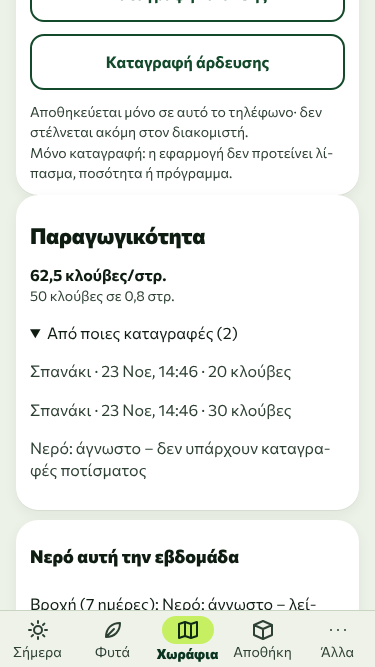 Καταγραφή άρδευσης
Αποθηκεύεται μόνο σε αυτό το τηλέφωνο· δεν
στέλνεται ακόμη στον διακομιστή.
Μόνο καταγραφή: η εφαρμογή δεν προτείνει λί-
πασμα, ποσότητα ή πρόγραμμα.
Παραγωγικότητα
62,5 κλούβες/στρ.
50 κλούβες σε 0,8 στρ.
▼ Από ποιες καταγραφές (2)
Σπανάκι · 23 Νοε, 14:46 · 20 κλούβες
Σπανάκι · 23 Νοε, 14:46 · 30 κλούβες
Νερό: άγνωστο – δεν υπάρχουν καταγρα-
φές ποτίσματος
Νερό αυτή την εβδομάδα
Βροχή (7 ημέρες): Νερό: άγνωστο – λεί-
Σήμερα
Φυτά
Χωράφια
Αποθήκη
Άλλα